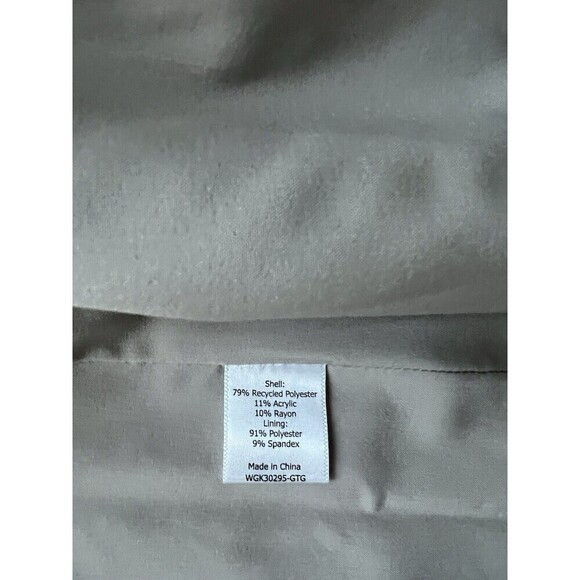 Shell:
79% Recycled Polyester
11% Acrylic
10% Rayon
Lining:
91% Polyester
9% Spandex
Made in China
WGK30295-GTG